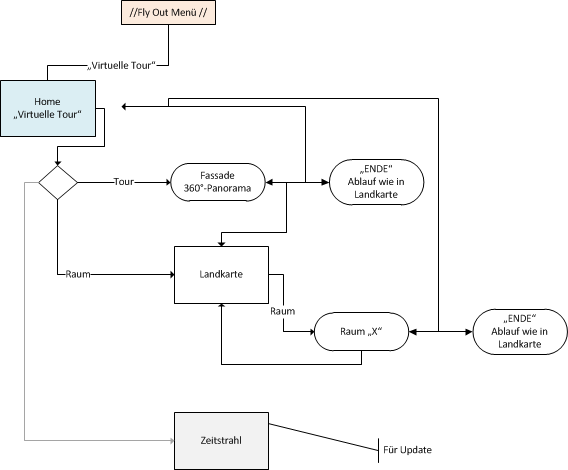 //Fly Out Menü //
„Virtuelle Tour“
Home
„Virtuelle Tour“
Tour
Fassade
360°-Panorama
„ENDE“
Ablauf wie in
Landkarte
Raum
Landkarte
Raum
Raum „X“
„ENDE“
Ablauf wie in
Landkarte
Zeitstrahl
Für Update